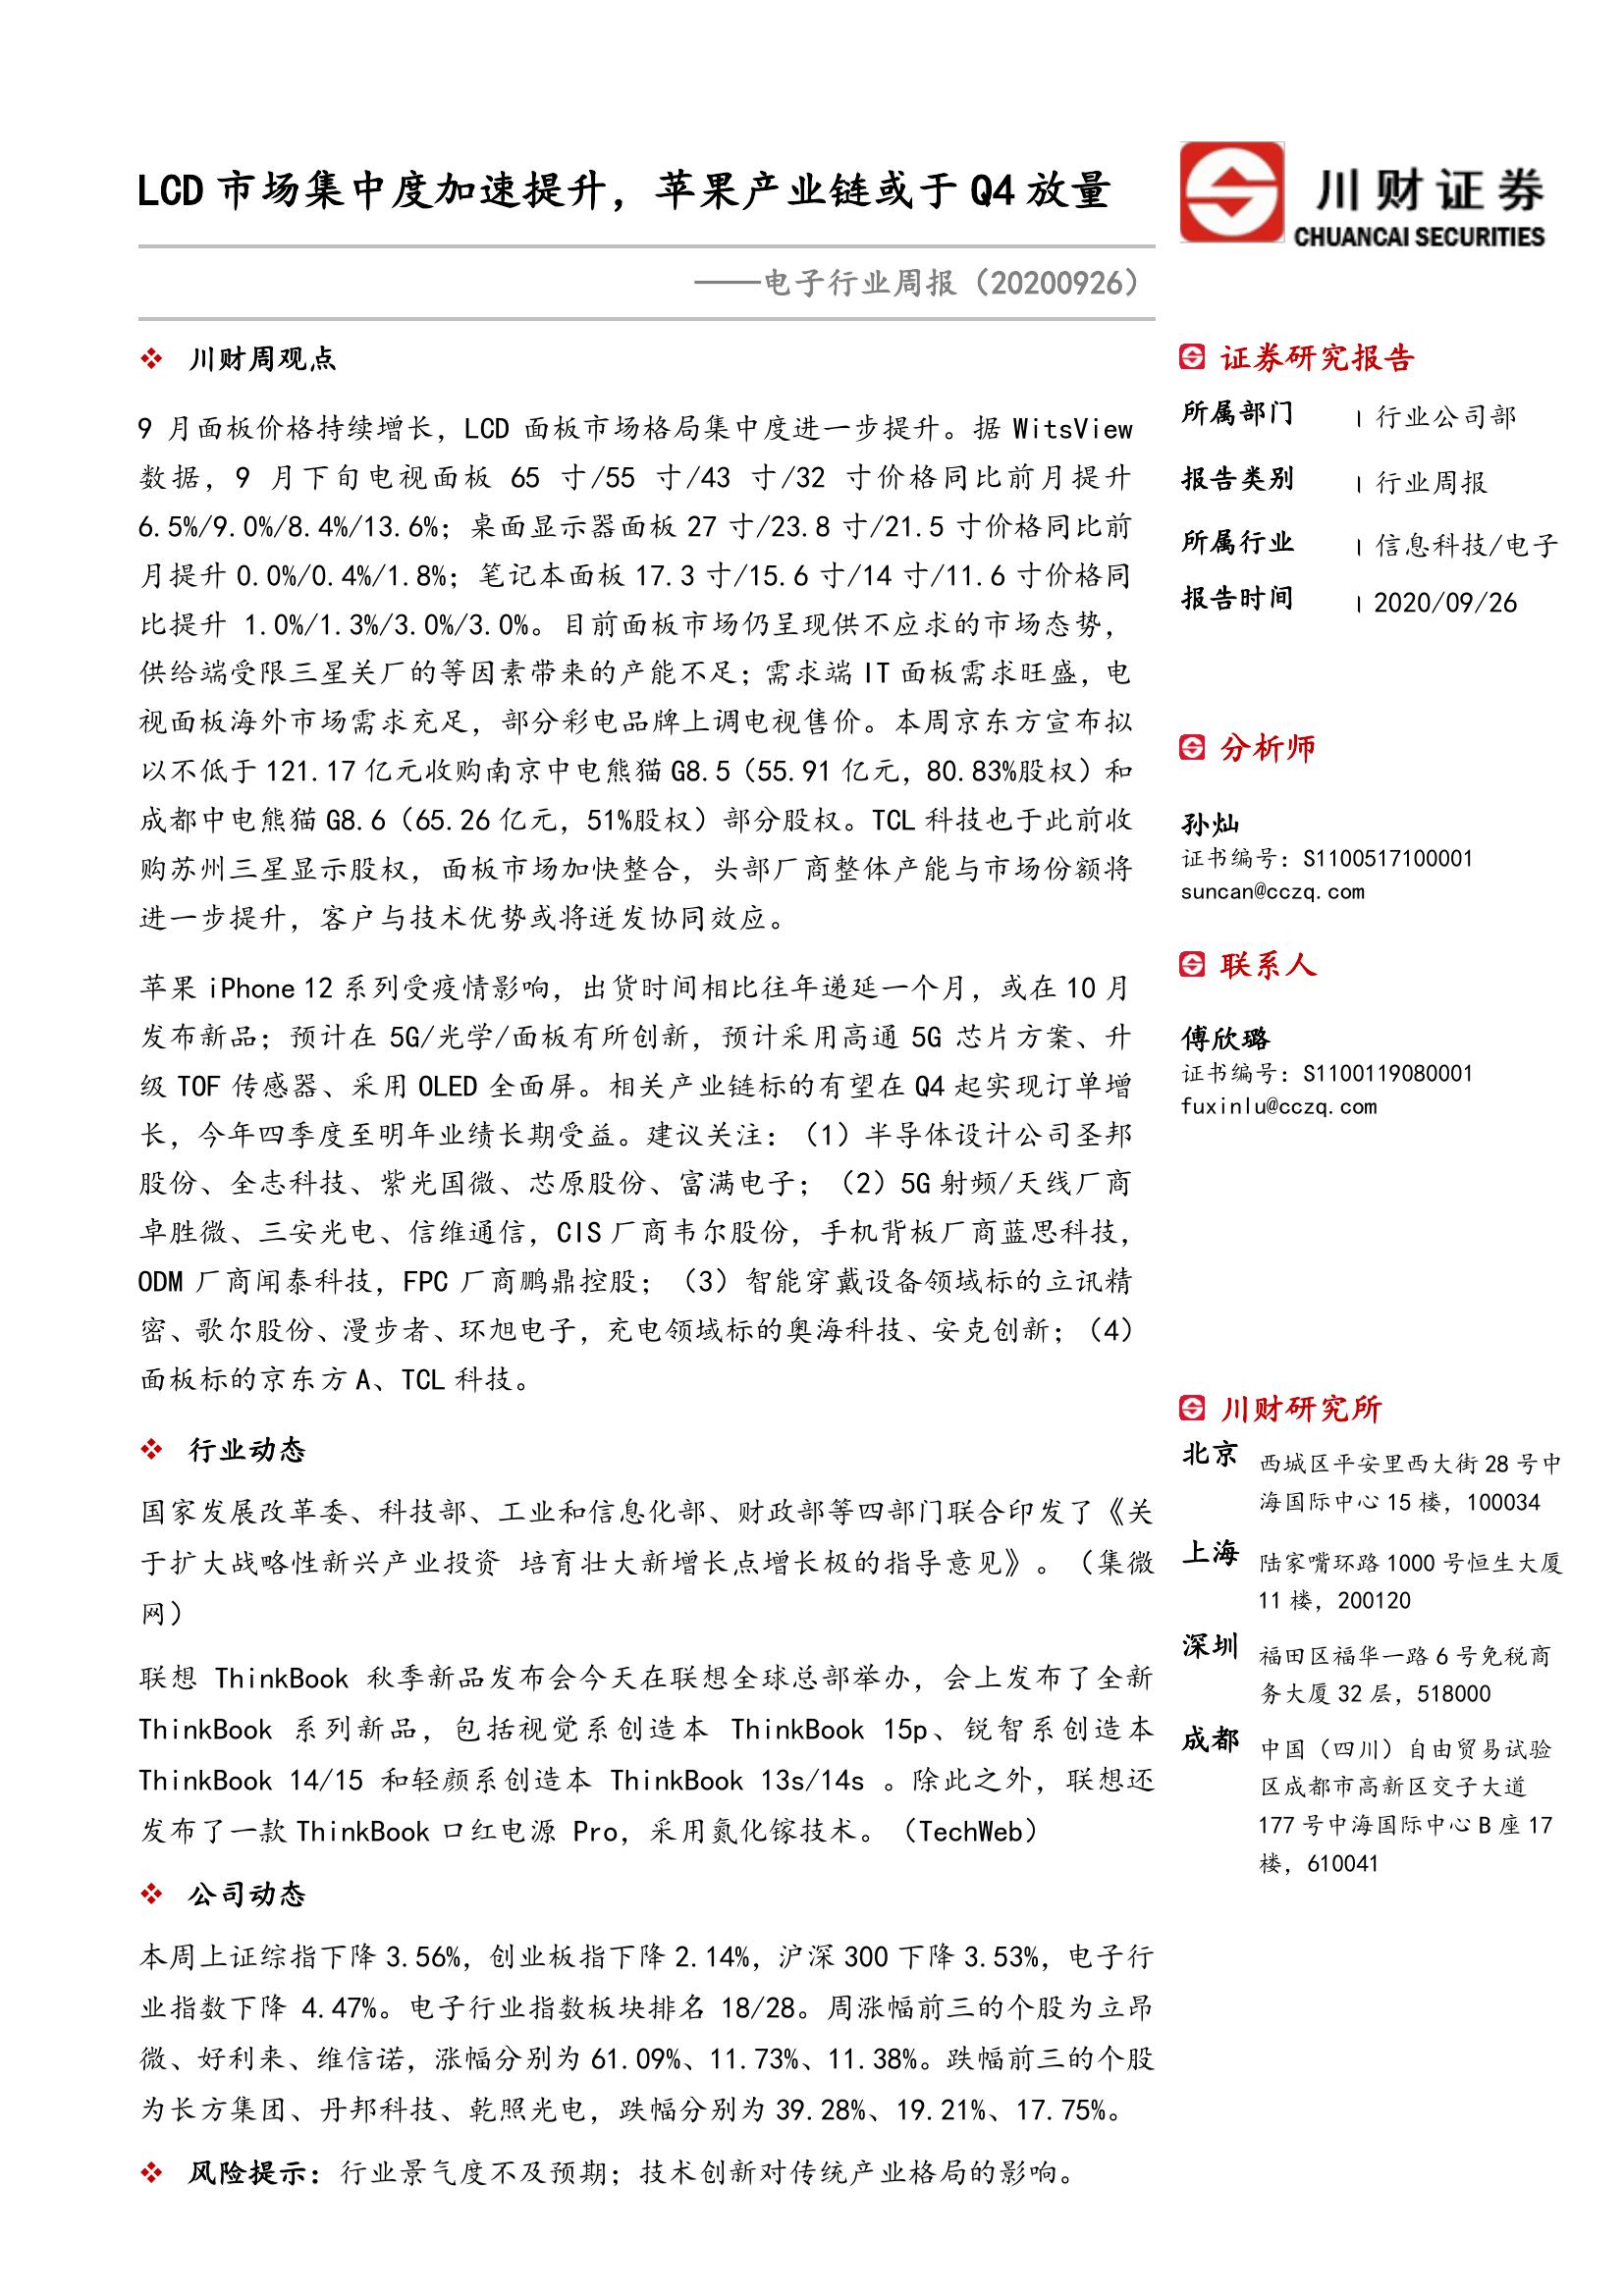 LCD 市场集中度加速提升，苹果产业链或于 Q4 放量
——电子行业周报（20200926）
川财周观点
9 月面板价格持续增长，LCD 面板市场格局集中度进一步提升。据 WitsView
数据，9 月下旬电视面板 65 寸/55 寸/43 寸/32 寸价格同比前月提升
6.5%/9.0%/8.4%/13.6%；桌面显示器面板 27 寸/23.8 寸/21.5 寸价格同比前
月提升 0.0%/0.4%/1.8%；笔记本面板 17.3 寸/15.6 寸/14 寸/11.6 寸价格同
比提升 1.0%/1.3%/3.0%/3.0%。目前面板市场仍呈现供不应求的市场态势，
供给端受限三星关厂的等因素带来的产能不足；需求端 IT 面板需求旺盛，电
视面板海外市场需求充足，部分彩电品牌上调电视售价。本周京东方宣布拟
以不低于 121.17 亿元收购南京中电熊猫 G8.5（55.91 亿元，80.83%股权）和
成都中电熊猫 G8.6（65.26 亿元，51%股权）部分股权。TCL 科技也于此前收
购苏州三星显示股权，面板市场加快整合，头部厂商整体产能与市场份额将
进一步提升，客户与技术优势或将迸发协同效应。
苹果 iPhone 12 系列受疫情影响，出货时间相比往年递延一个月，或在 10 月
发布新品；预计在 5G/光学/面板有所创新，预计采用高通 5G 芯片方案、升
级 TOF 传感器、采用 OLED 全面屏。相关产业链标的有望在 Q4 起实现订单增
长，今年四季度至明年业绩长期受益。建议关注：（1）半导体设计公司圣邦
股份、全志科技、紫光国微、芯原股份、富满电子；（2）5G 射频/天线厂商
卓胜微、三安光电、信维通信，CIS 厂商韦尔股份，手机背板厂商蓝思科技，
ODM 厂商闻泰科技，FPC 厂商鹏鼎控股；（3）智能穿戴设备领域标的立讯精
密、歌尔股份、漫步者、环旭电子，充电领域标的奥海科技、安克创新；（4）
面板标的京东方 A、TCL 科技。
行业动态
国家发展改革委、科技部、工业和信息化部、财政部等四部门联合印发了《关
于扩大战略性新兴产业投资 培育壮大新增长点增长极的指导意见》。（集微
网）
联想 ThinkBook 秋季新品发布会今天在联想全球总部举办，会上发布了全新
ThinkBook 系列新品，包括视觉系创造本 ThinkBook 15p、锐智系创造本
ThinkBook 14/15 和轻颜系创造本 ThinkBook 13s/14s 。除此之外，联想还
发布了一款 ThinkBook 口红电源 Pro，采用氮化镓技术。（TechWeb）
公司动态
本周上证综指下降 3.56%，创业板指下降 2.14%，沪深 300 下降 3.53%，电子行
业指数下降 4.47%。电子行业指数板块排名 18/28。周涨幅前三的个股为立昂
微、好利来、维信诺，涨幅分别为 61.09%、11.73%、11.38%。跌幅前三的个股
为长方集团、丹邦科技、乾照光电，跌幅分别为 39.28%、19.21%、17.75%。
风险提示：行业景气度不及预期；技术创新对传统产业格局的影响。
川财证券
CHUANCAI SECURITIES
证券研究报告
所属部门 | 行业公司部
报告类别 | 行业周报
所属行业 | 信息科技/电子
报告时间 | 2020/09/26
分析师
孙灿
证书编号：S1100517100001
suncan@cczq.com
联系人
傅欣璐
证书编号：S1100119080001
fuxinlu@cczq.com
川财研究所
北京 西城区平安里西大街 28 号中
海国际中心 15 楼，100034
上海 陆家嘴环路 1000 号恒生大厦
11 楼，200120
深圳 福田区福华一路 6 号免税商
务大厦 32 层，518000
成都 中国（四川）自由贸易试验
区成都市高新区交子大道
177 号中海国际中心 B 座 17
楼，610041